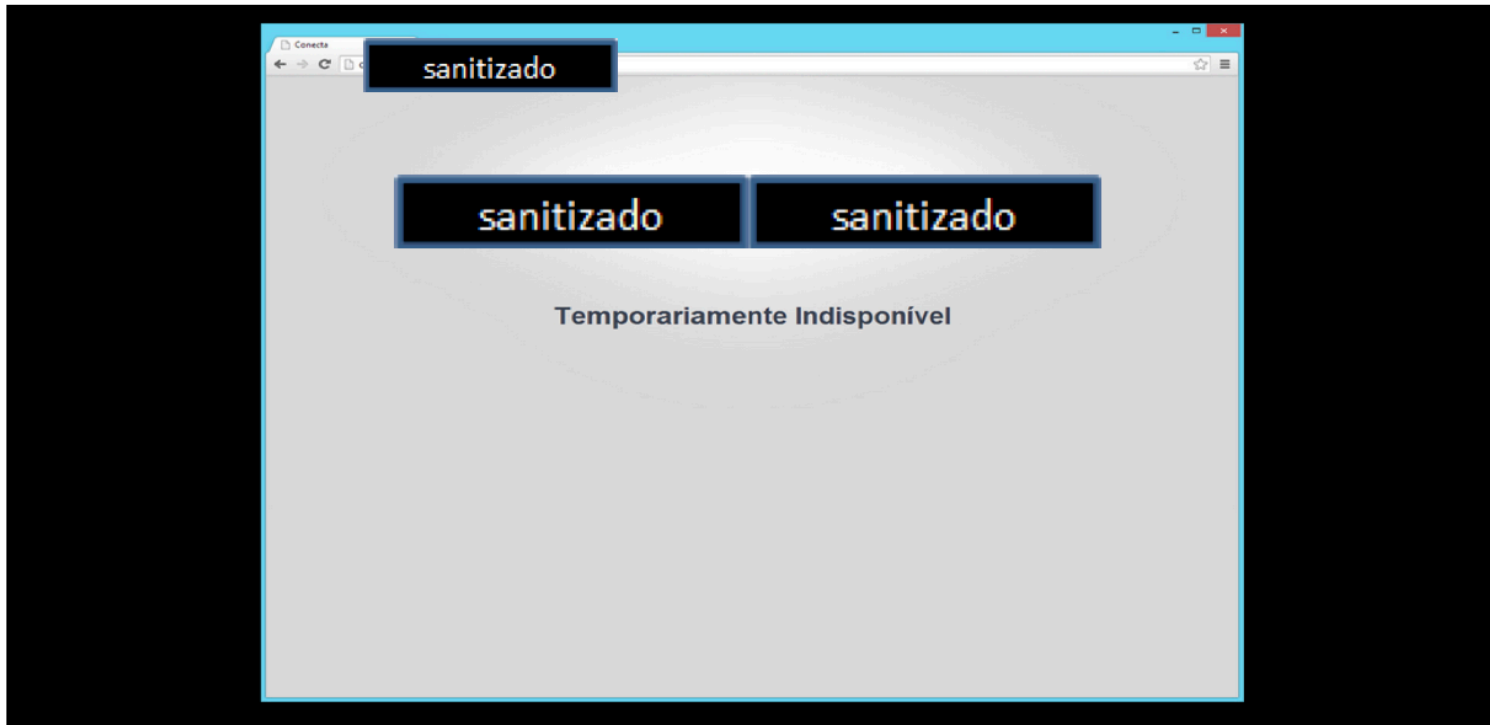 Conecta
sanitizado
sanitizado sanitizado
Temporariamente Indisponível